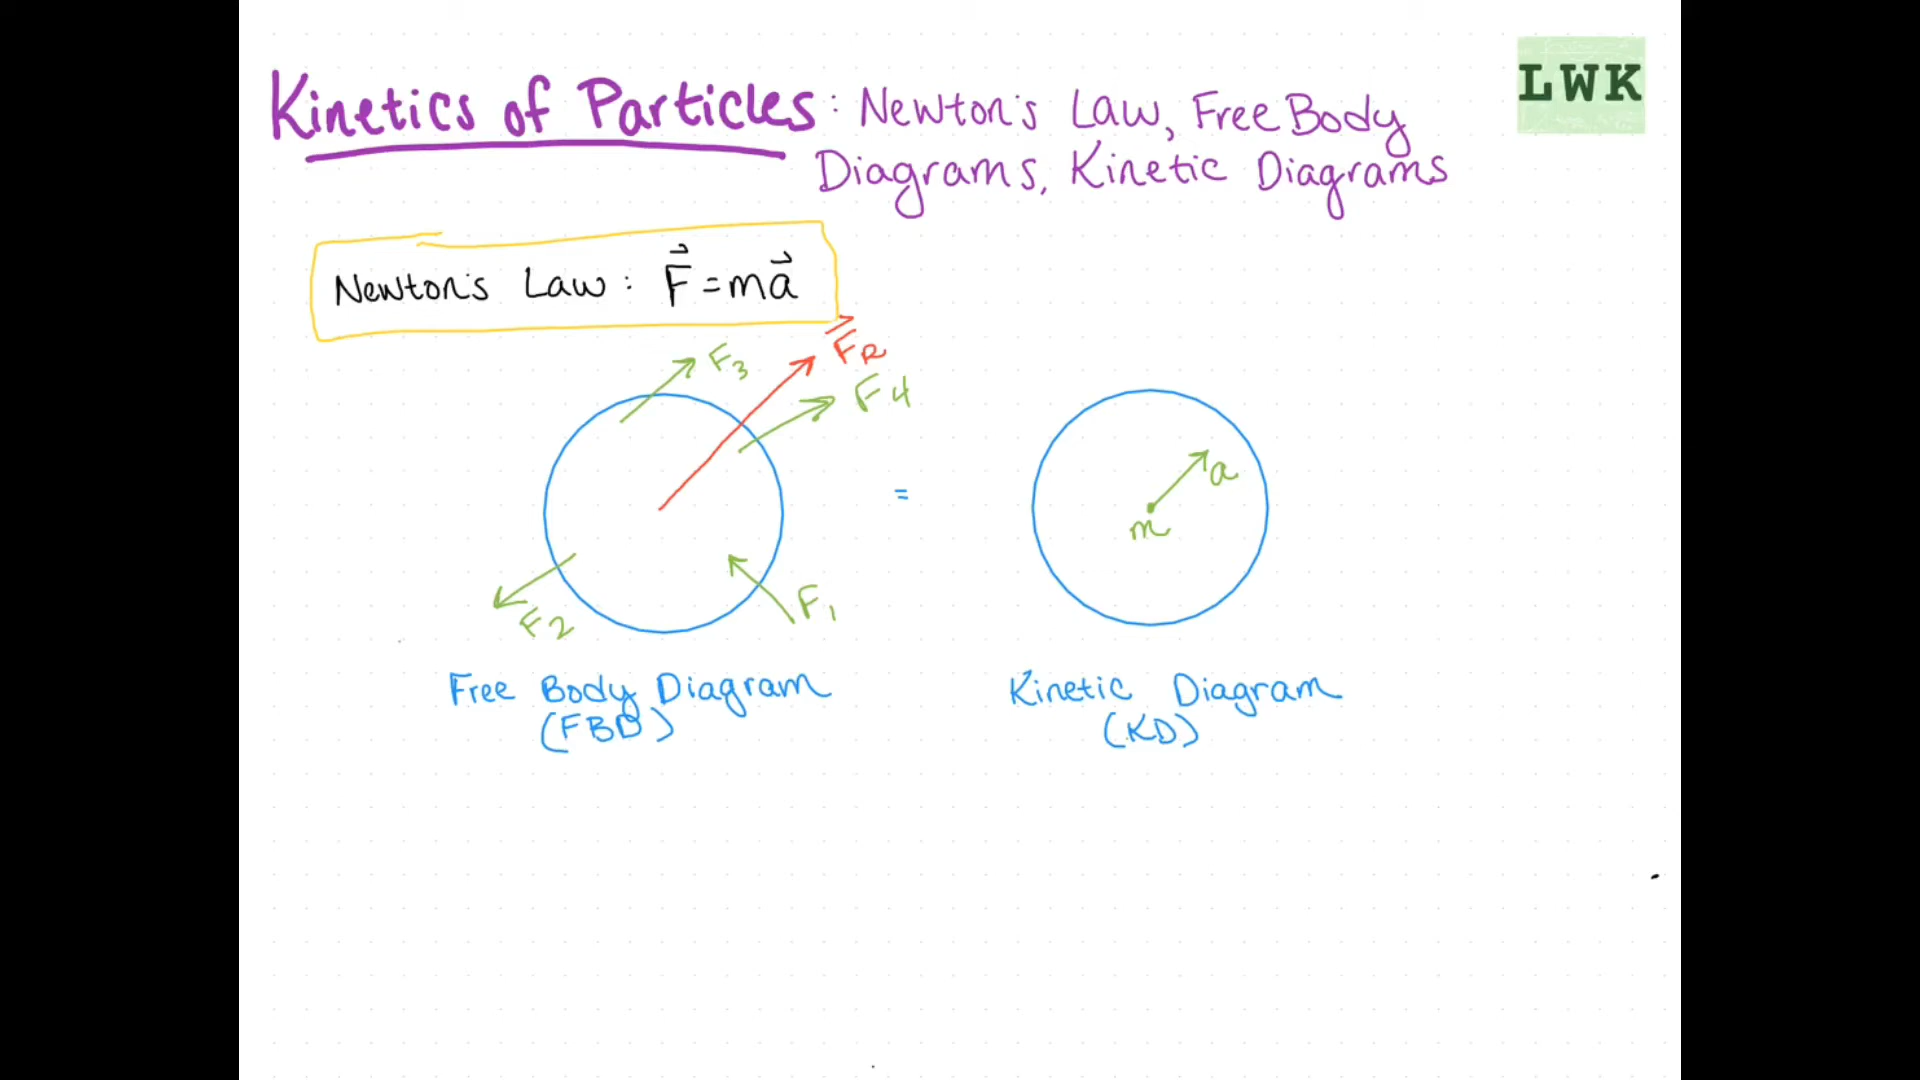 Kinetics of Particles: Newton's Law, Free Body
Diagrams, Kinetic Diagrams
LWK
Newton's Law: F⃗ = ma⃗
F₃
F⃗R
F4
=
a
m
F2
F₁
Free Body Diagram
(FBD)
Kinetic Diagram
(KD)